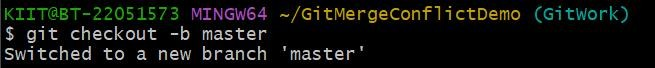 KIIT@BT-22051573 MINGW64 ~/GitMergeConflictDemo (GitWork)
$ git checkout -b master
Switched to a new branch 'master'